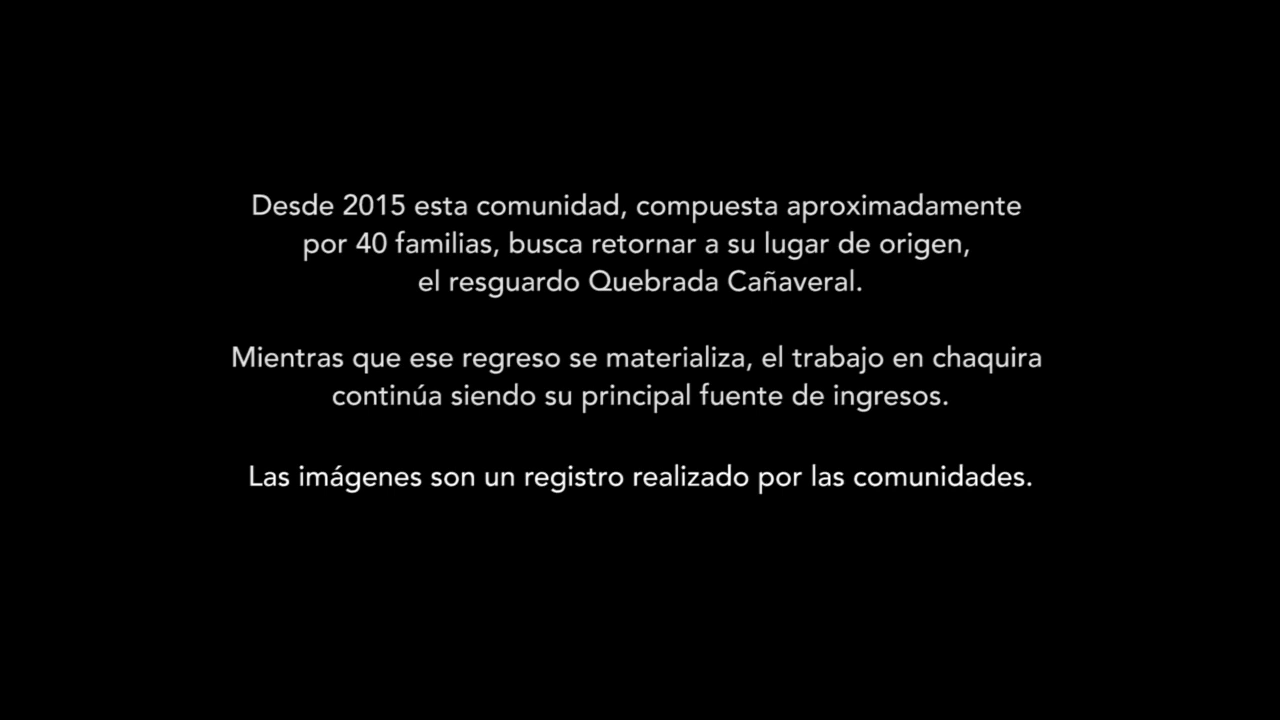 Desde 2015 esta comunidad, compuesta aproximadamente
por 40 familias, busca retornar a su lugar de origen,
el resguardo Quebrada Cañaveral.
Mientras que ese regreso se materializa, el trabajo en chaquira
continúa siendo su principal fuente de ingresos.
Las imágenes son un registro realizado por las comunidades.